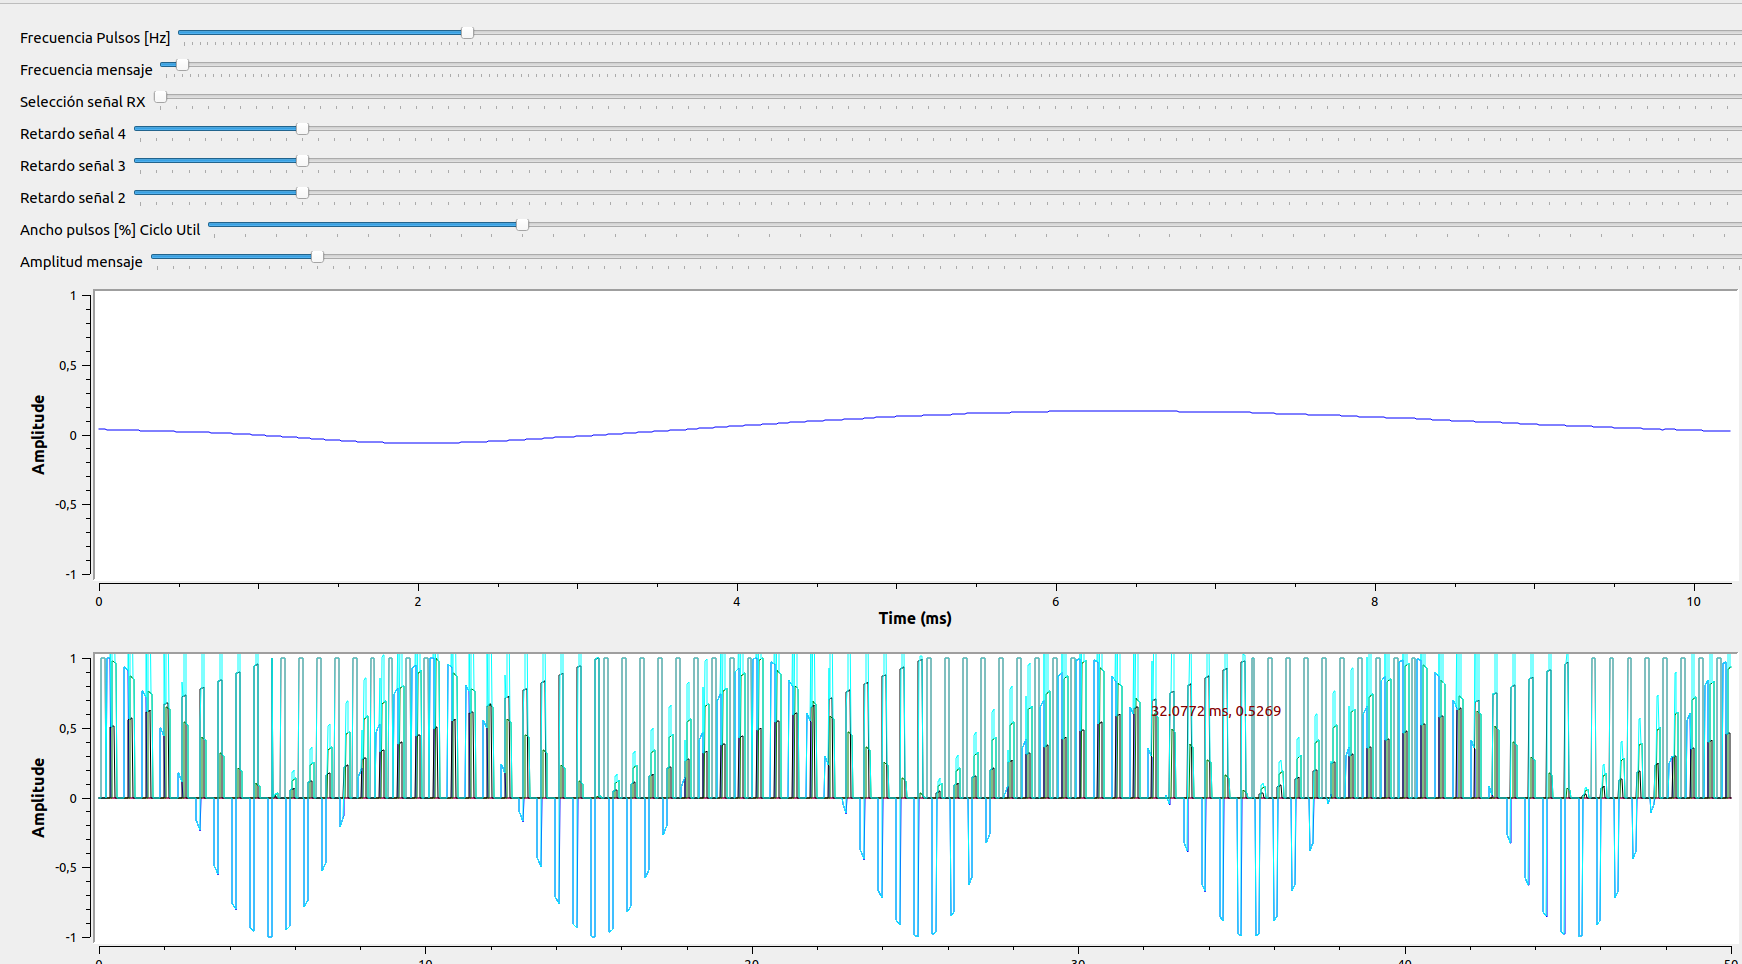 Frecuencia Pulsos [Hz]
Frecuencia mensaje
Selección señal RX
Retardo señal 4
Retardo señal 3
Retardo señal 2
Ancho pulsos [%] Ciclo Util
Amplitud mensaje
1
0,5
0
-0,5
-1
Amplitude
0 2 4 6 8 10
Time (ms)
1
0,5
0
-0,5
-1
Amplitude
32.0772 ms, 0.5269
0 10 20 30 40 50